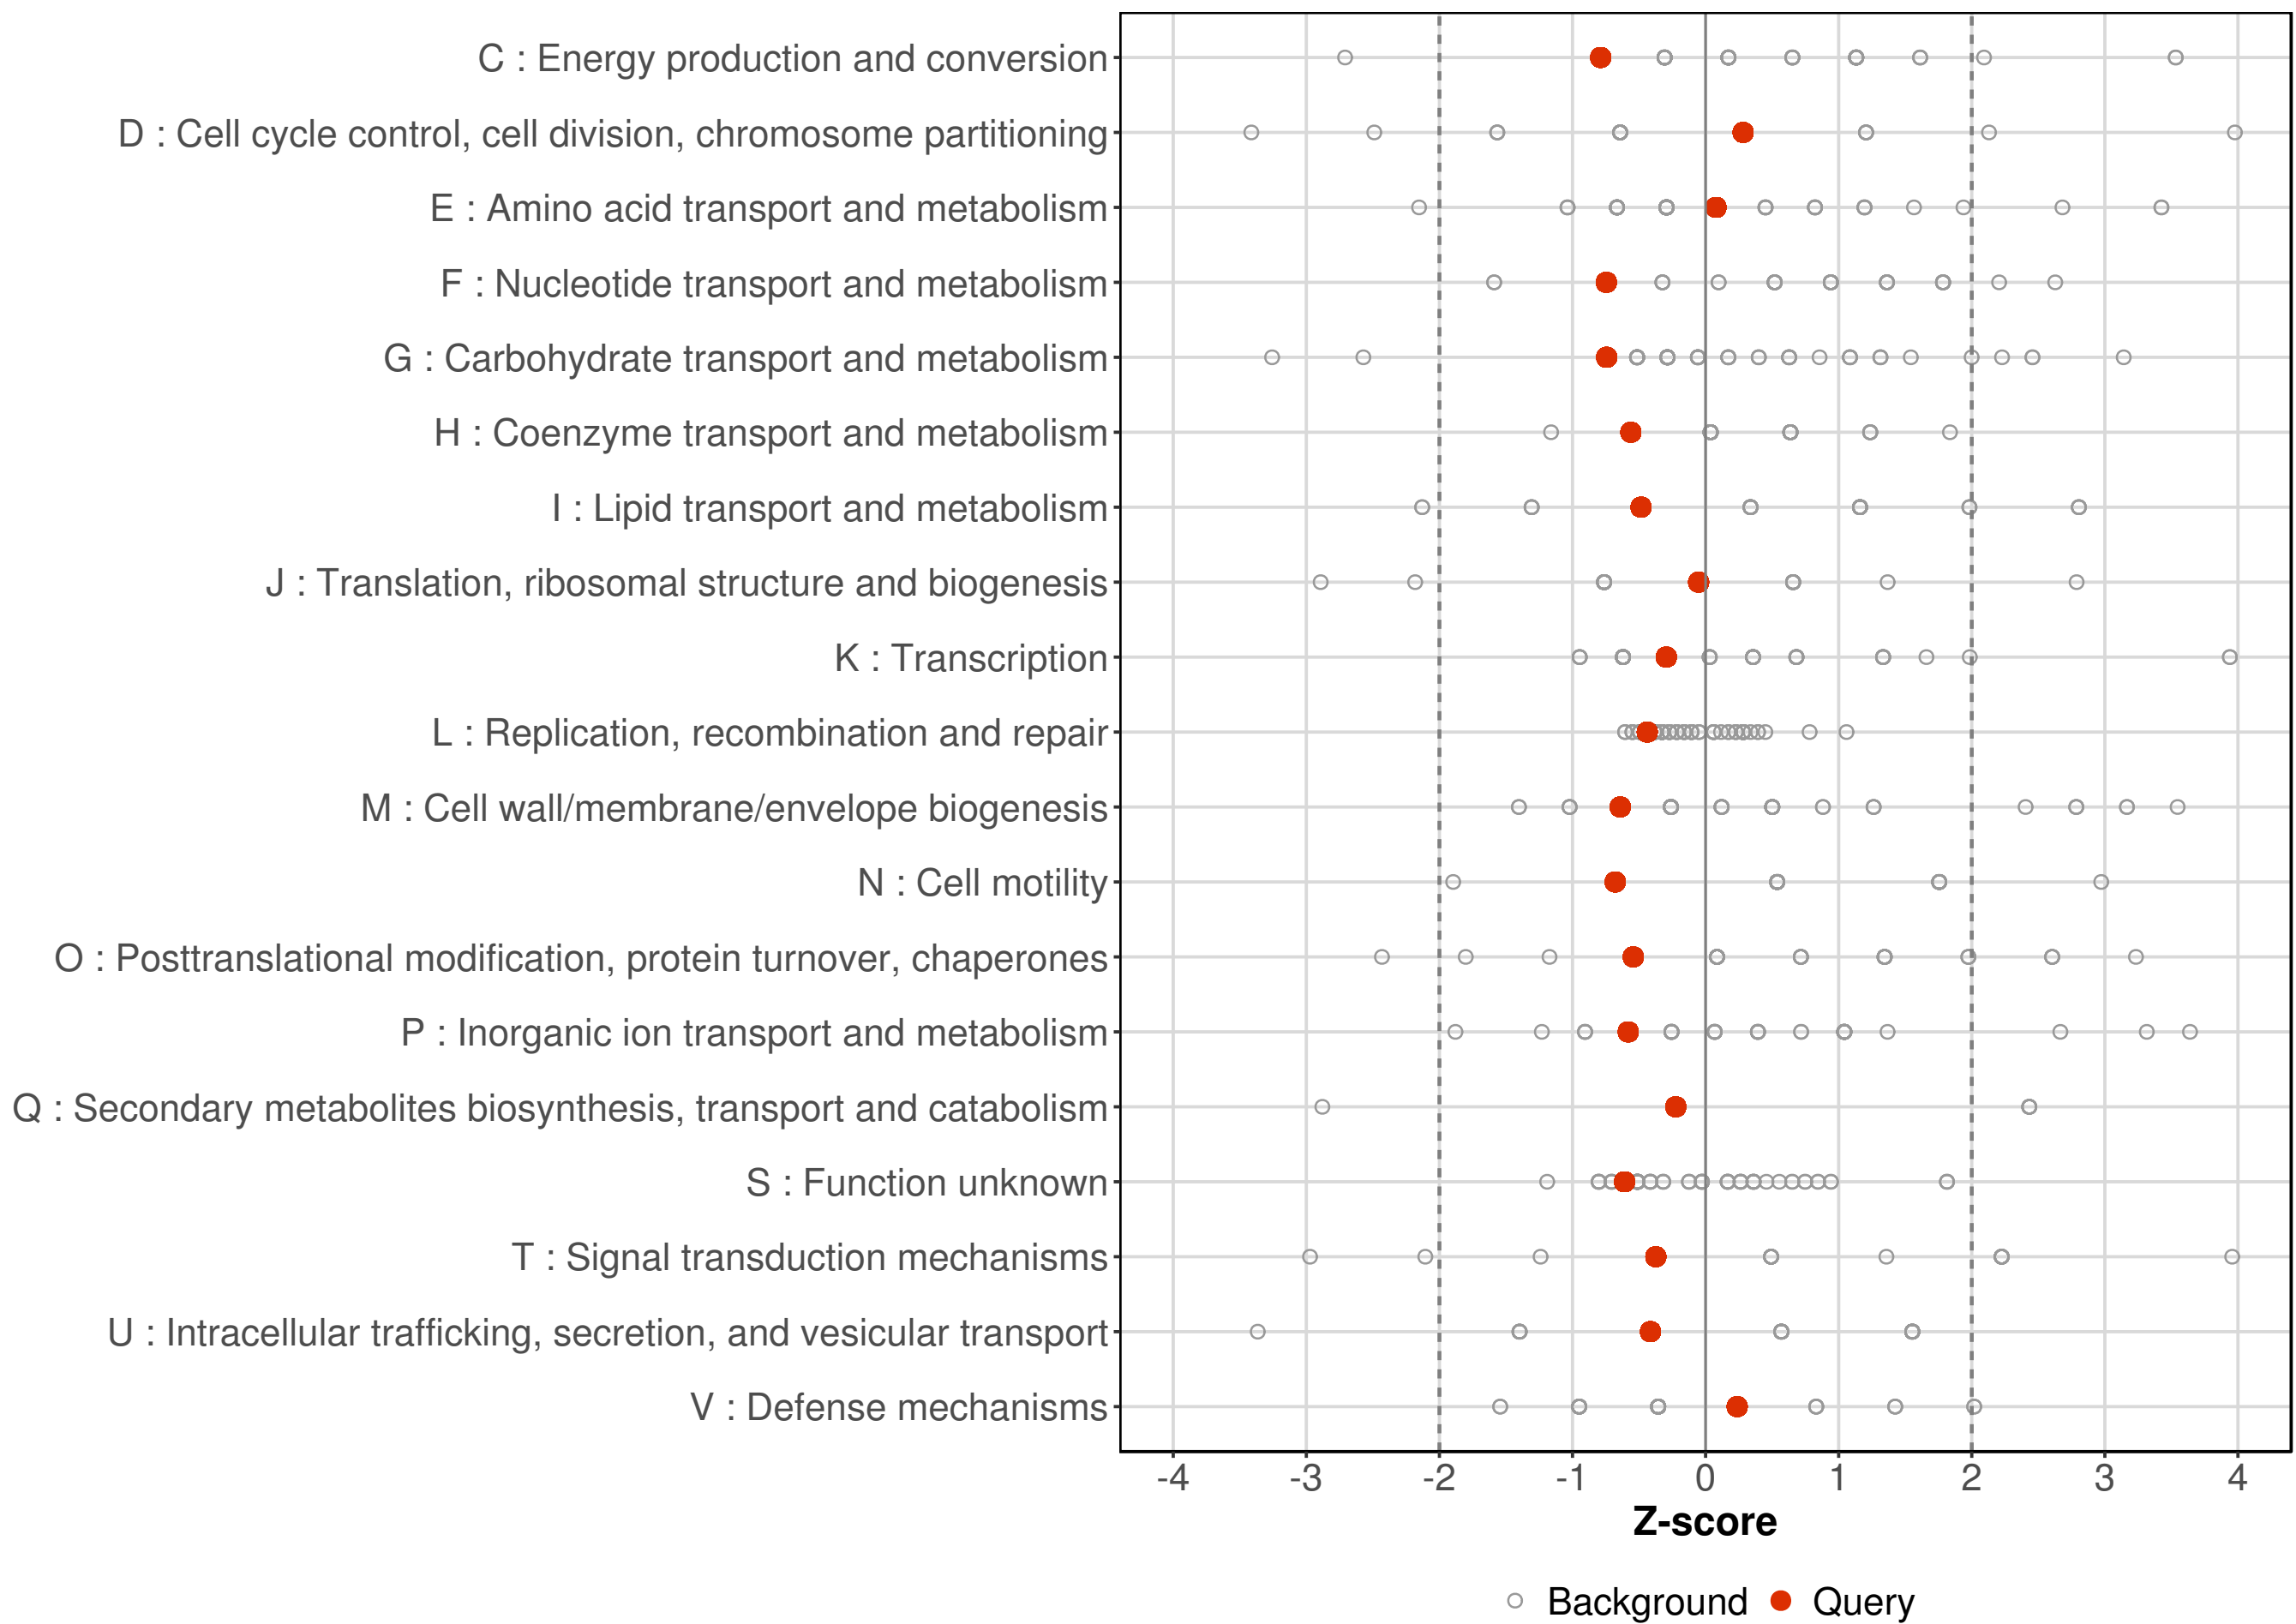 C : Energy production and conversion
D : Cell cycle control, cell division, chromosome partitioning
E : Amino acid transport and metabolism
F : Nucleotide transport and metabolism
G : Carbohydrate transport and metabolism
H : Coenzyme transport and metabolism
I : Lipid transport and metabolism
J : Translation, ribosomal structure and biogenesis
K : Transcription
L : Replication, recombination and repair
M : Cell wall/membrane/envelope biogenesis
N : Cell motility
O : Posttranslational modification, protein turnover, chaperones
P : Inorganic ion transport and metabolism
Q : Secondary metabolites biosynthesis, transport and catabolism
S : Function unknown
T : Signal transduction mechanisms
U : Intracellular trafficking, secretion, and vesicular transport
V : Defense mechanisms
-4 -3 -2 -1 0 1 2 3 4
Z-score
Background Query